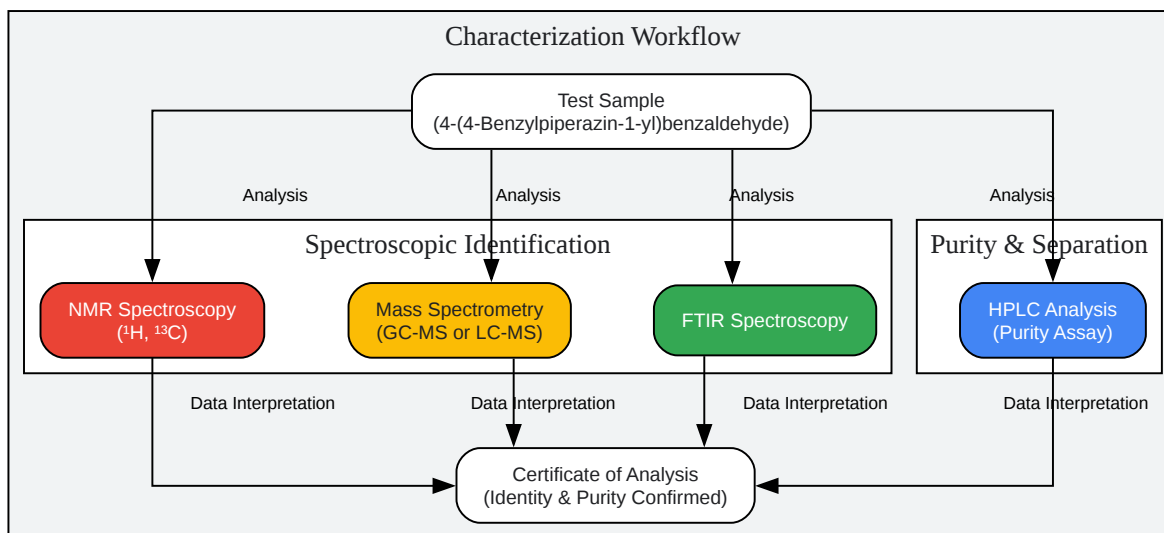 Characterization Workflow
Test Sample
(4-(4-Benzylpiperazin-1-yl)benzaldehyde)
Analysis
Analysis
Analysis
Analysis
Spectroscopic Identification
Purity & Separation
NMR Spectroscopy
(¹H, ¹³C)
Mass Spectrometry
(GC-MS or LC-MS)
FTIR Spectroscopy
HPLC Analysis
(Purity Assay)
Data Interpretation
Data Interpretation
Data Interpretation
Data Interpretation
Certificate of Analysis
(Identity & Purity Confirmed)